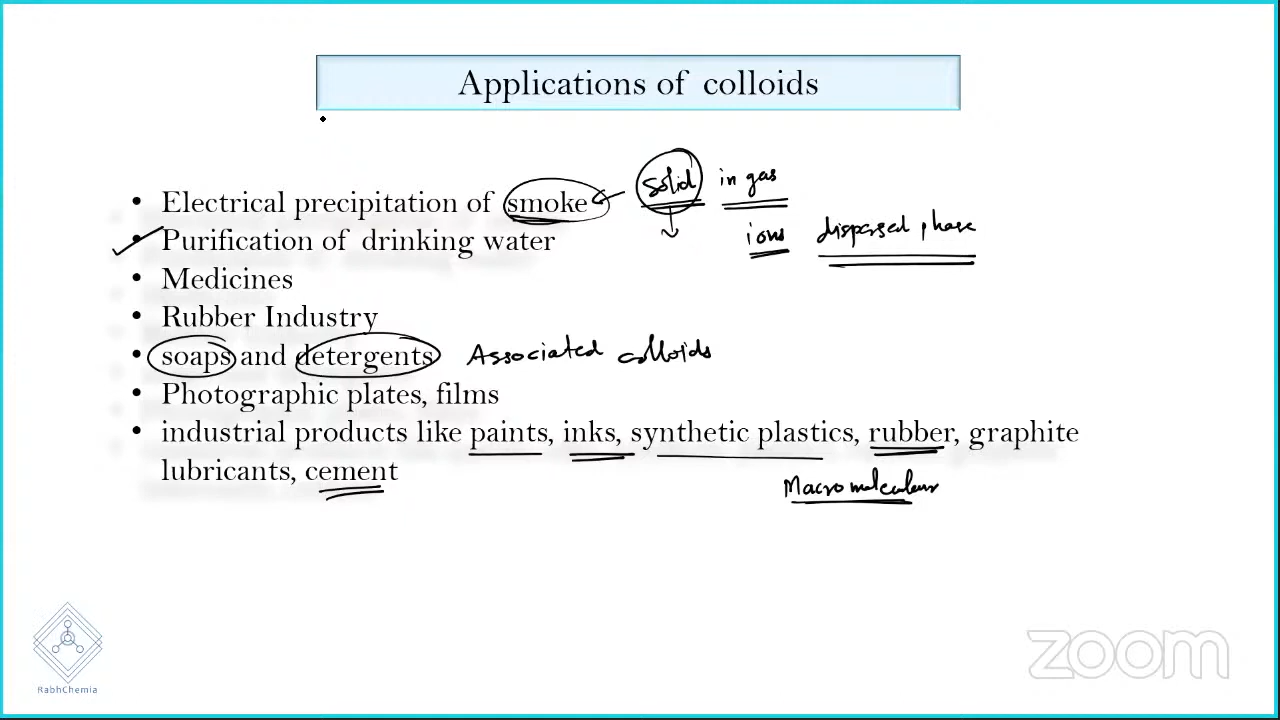 Applications of colloids
• Electrical precipitation of smoke solid in gas
• Purification of drinking water ions dispersed phase
• Medicines
• Rubber Industry
• soaps and detergents Associated colloids
• Photographic plates, films
• industrial products like paints, inks, synthetic plastics, rubber, graphite
lubricants, cement
RabhChemia
zoom